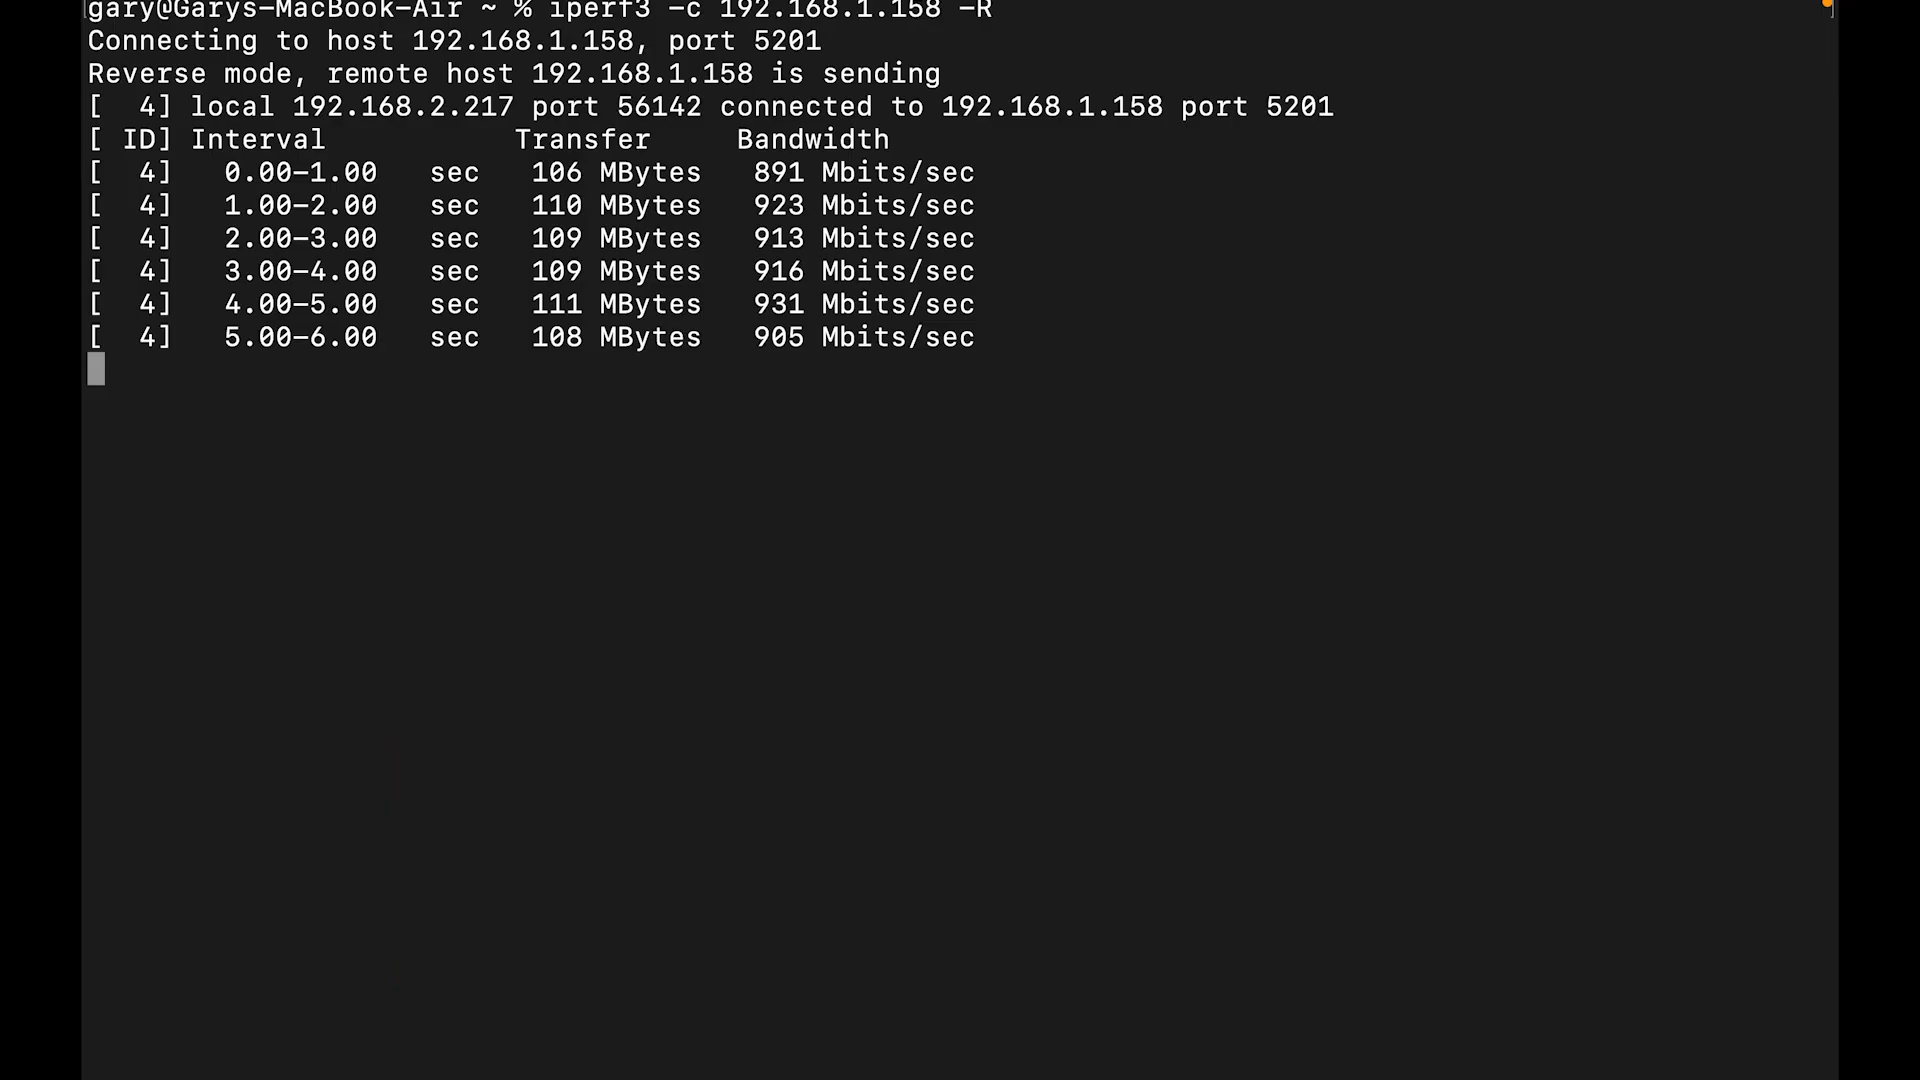 gary@Garys-MacBook-Air ~ % iperf3 -c 192.168.1.158 -R
Connecting to host 192.168.1.158, port 5201
Reverse mode, remote host 192.168.1.158 is sending
[  4] local 192.168.2.217 port 56142 connected to 192.168.1.158 port 5201
[ ID] Interval           Transfer     Bandwidth
[  4]   0.00-1.00   sec   106 MBytes   891 Mbits/sec
[  4]   1.00-2.00   sec   110 MBytes   923 Mbits/sec
[  4]   2.00-3.00   sec   109 MBytes   913 Mbits/sec
[  4]   3.00-4.00   sec   109 MBytes   916 Mbits/sec
[  4]   4.00-5.00   sec   111 MBytes   931 Mbits/sec
[  4]   5.00-6.00   sec   108 MBytes   905 Mbits/sec